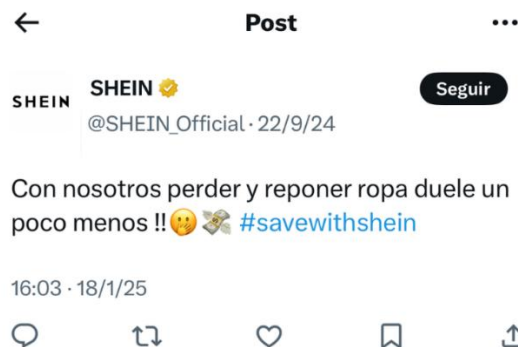 Post
SHEIN
SHEIN
Seguir
@SHEIN_Official · 22/9/24
Con nosotros perder y reponer ropa duele un
poco menos !!🤭💸 #savewithshein
16:03 · 18/1/25